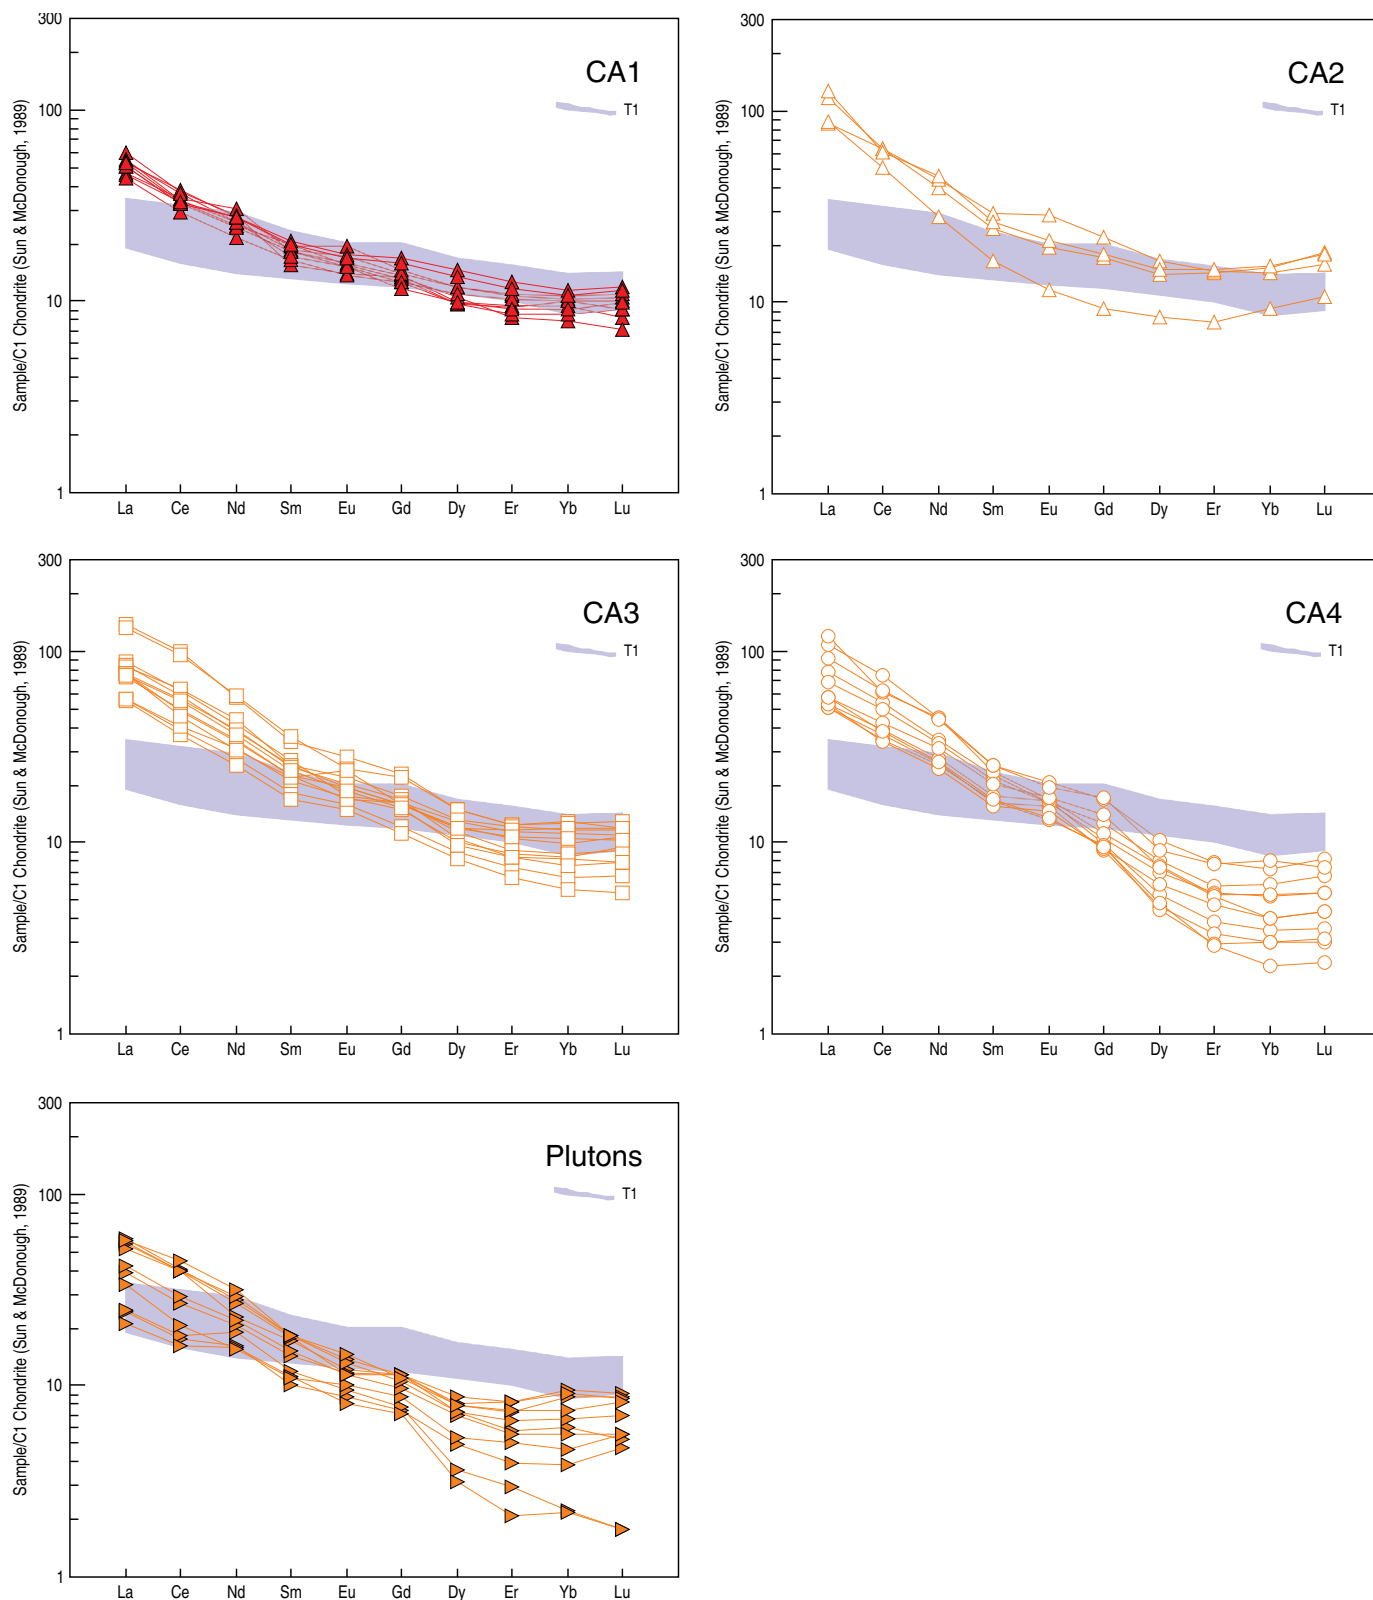 300
CA1
T1
100
10
1
Sample/C1 Chondrite (Sun & McDonough, 1989)
La Ce Nd Sm Eu Gd Dy Er Yb Lu
300
CA2
T1
100
10
1
Sample/C1 Chondrite (Sun & McDonough, 1989)
La Ce Nd Sm Eu Gd Dy Er Yb Lu
300
CA3
T1
100
10
1
Sample/C1 Chondrite (Sun & McDonough, 1989)
La Ce Nd Sm Eu Gd Dy Er Yb Lu
300
CA4
T1
100
10
1
Sample/C1 Chondrite (Sun & McDonough, 1989)
La Ce Nd Sm Eu Gd Dy Er Yb Lu
300
Plutons
T1
100
10
1
Sample/C1 Chondrite (Sun & McDonough, 1989)
La Ce Nd Sm Eu Gd Dy Er Yb Lu